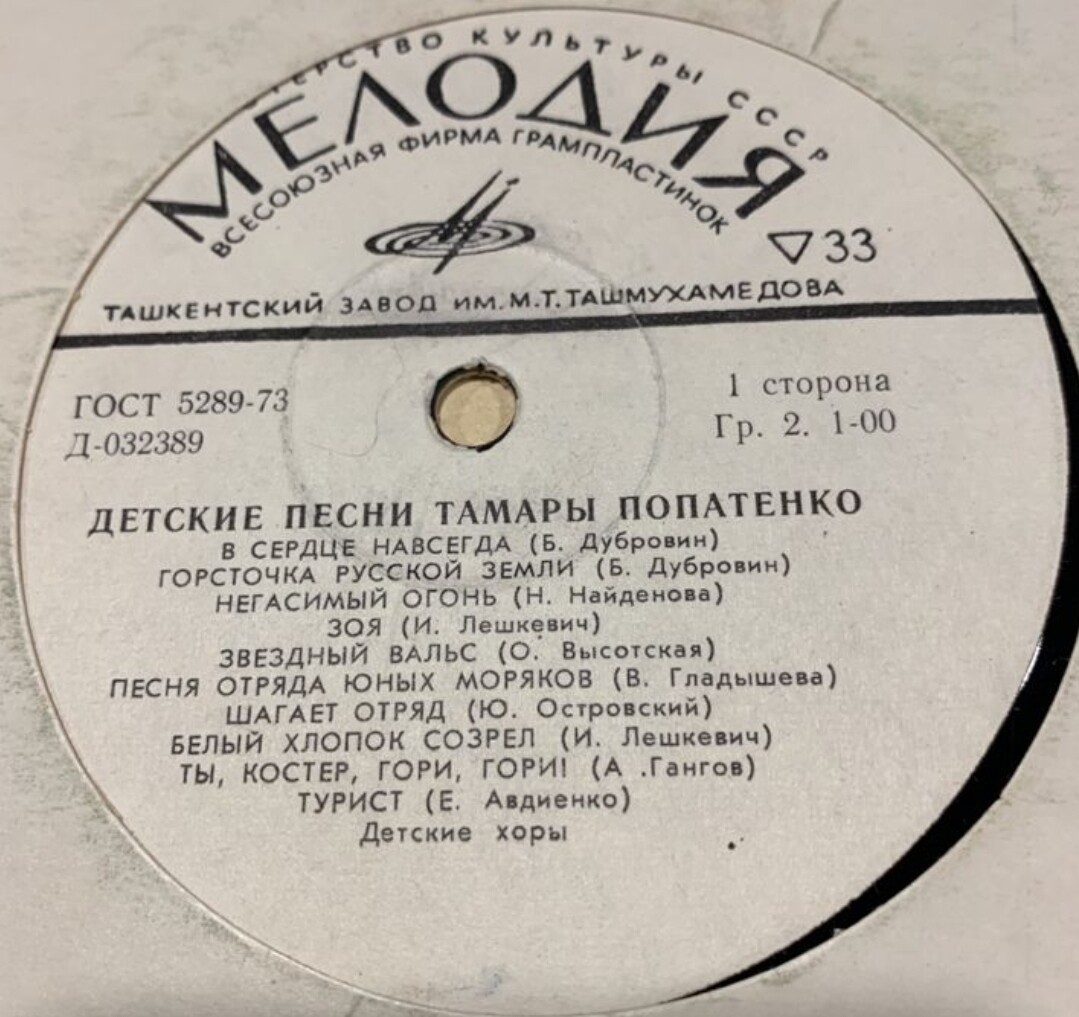 МИНИСТЕРСТВО КУЛЬТУРЫ СССР
МЕЛОДИЯ
ВСЕСОЮЗНАЯ ФИРМА ГРАМПЛАСТИНОК
33
ТАШКЕНТСКИЙ ЗАВОД ИМ. М.Т.ТАШМУХАМЕДОВА
ГОСТ 5289-73
Д-032389
1 сторона
Гр. 2. 1-00
ДЕТСКИЕ ПЕСНИ ТАМАРЫ ПОПАТЕНКО
В СЕРДЦЕ НАВСЕГДА (Б. Дубровин)
ГОРСТОЧКА РУССКОЙ ЗЕМЛИ (Б. Дубровин)
НЕГАСИМЫЙ ОГОНЬ (Н. Найденова)
ЗОЯ (И. Лешкевич)
ЗВЕЗДНЫЙ ВАЛЬС (О. Высотская)
ПЕСНЯ ОТРЯДА ЮНЫХ МОРЯКОВ (В. Гладышева)
ШАГАЕТ ОТРЯД (Ю. Островский)
БЕЛЫЙ ХЛОПОК СОЗРЕЛ (И. Лешкевич)
ТЫ, КОСТЕР, ГОРИ, ГОРИ! (А .Гангов)
ТУРИСТ (Е. Авдиенко)
Детские хоры